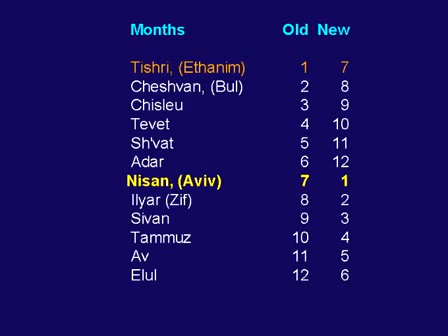 Months Old New
Tishri, (Ethanim) 1 7
Cheshvan, (Bul) 2 8
Chisleu 3 9
Tevet 4 10
Sh'vat 5 11
Adar 6 12
Nisan, (Aviv) 7 1
Ilyar (Zif) 8 2
Sivan 9 3
Tammuz 10 4
Av 11 5
Elul 12 6